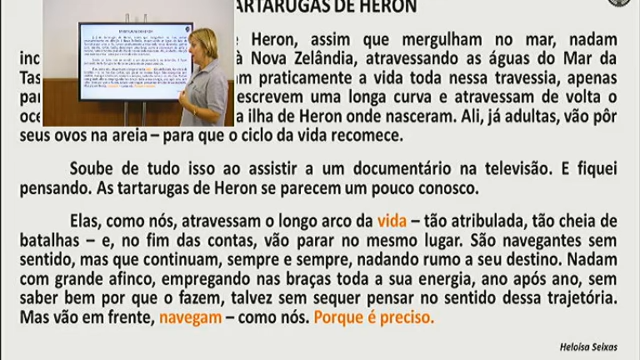 TARTARUGAS DE HERON
e Heron, assim que mergulham no mar, nadam
à Nova Zelândia, atravessando as águas do Mar da
am praticamente a vida toda nessa travessia, apenas
escrevem uma longa curva e atravessam de volta o
a ilha de Heron onde nasceram. Ali, já adultas, vão pôr
seus ovos na areia – para que o ciclo da vida recomece.
Soube de tudo isso ao assistir a um documentário na televisão. E fiquei
pensando. As tartarugas de Heron se parecem um pouco conosco.
Elas, como nós, atravessam o longo arco da vida – tão atribulada, tão cheia de
batalhas – e, no fim das contas, vão parar no mesmo lugar. São navegantes sem
sentido, mas que continuam, sempre e sempre, nadando rumo a seu destino. Nadam
com grande afinco, empregando nas braças toda a sua energia, ano após ano, sem
saber bem por que o fazem, talvez sem sequer pensar no sentido dessa trajetória.
Mas vão em frente, navegam – como nós. Porque é preciso.
Heloísa Seixas